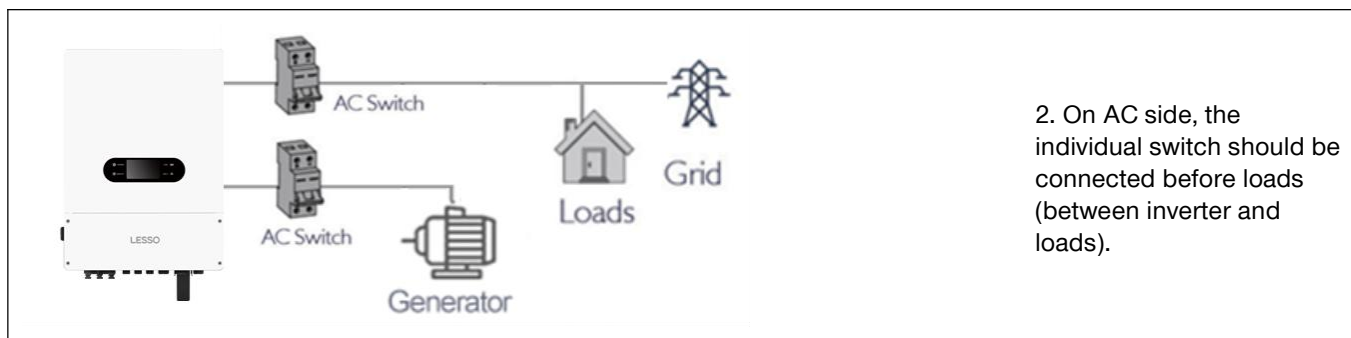 AC Switch
Grid
Loads
LESSO
AC Switch
Generator
2. On AC side, the
individual switch should be
connected before loads
(between inverter and
loads).